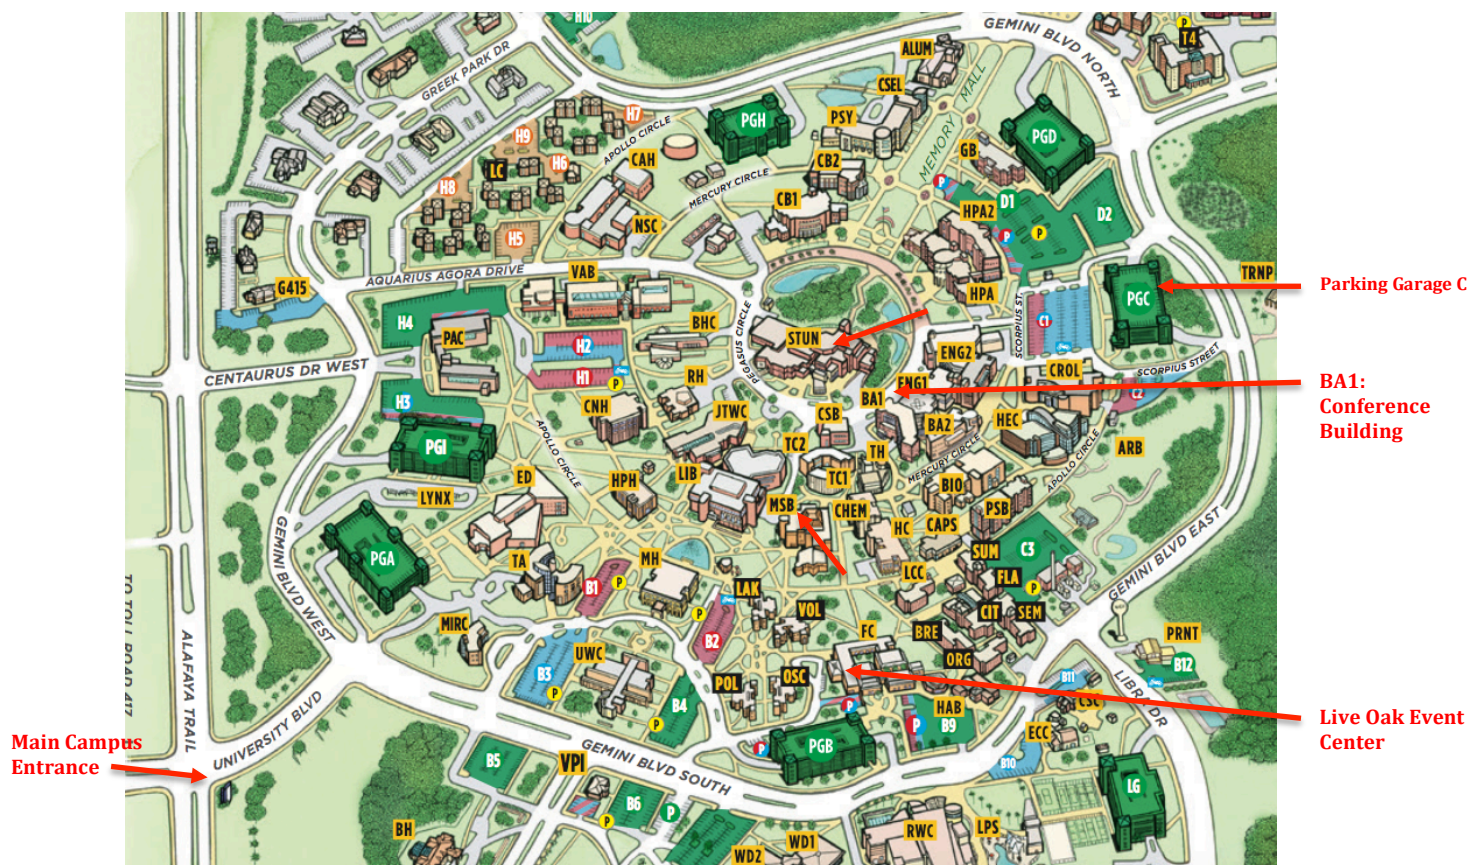 H10
GEMINI BLVD NORTH
P
T4
ALUM
GREEK PARK DR
CSEL
MEMORY MALL
H7
PGH
PSY
PGD
H9
APOLLO CIRCLE
GB
LC
H6
CAH
CB2
H8
MERCURY CIRCLE
P
D1
CB1
HPA2
D2
NSC
H5
P
P
AQUARIUS AGORA DRIVE
VAB
TRNP
G415
HPA
PGC
Parking Garage C
SCORPIUS ST.
H4
PAC
BHC
PEGASUS CIRCLE
STUN
C1
H2
ENG2
CENTAURUS DR WEST
H1
P
RH
CROL
SCORPIUS STREET
ENG1
BA1:
Conference
Building
H3
CNH
JTWC
BA1
C2
CSB
BA2
HEC
PGI
APOLLO CIRCLE
TC2
TH
MERCURY CIRCLE
ARB
ED
HPH
LIB
TC1
BIO
APOLLO CIRCLE
LYNX
MSB
CHEM
PSB
HC
CAPS
GEMINI BLVD WEST
PGA
C3
GEMINI BLVD EAST
TA
MH
SUM
LCC
FLA
B1
P
LAK
P
TO TOLL ROAD 417
ALAFAYA TRAIL
VOL
CIT
SEM
P
MIRC
B2
FC
BRE
PRNT
UWC
ORG
B12
B3
POL
OSC
B11
LIBRA DR
P
B4
HAB
CSC
P
P
P
B9
Live Oak Event
Center
UNIVERSITY BLVD
Main Campus
Entrance
P
PGB
ECC
GEMINI BLVD SOUTH
B5
VPI
B10
LG
B6
P
P
BH
WD1
RWC
LPS
WD2